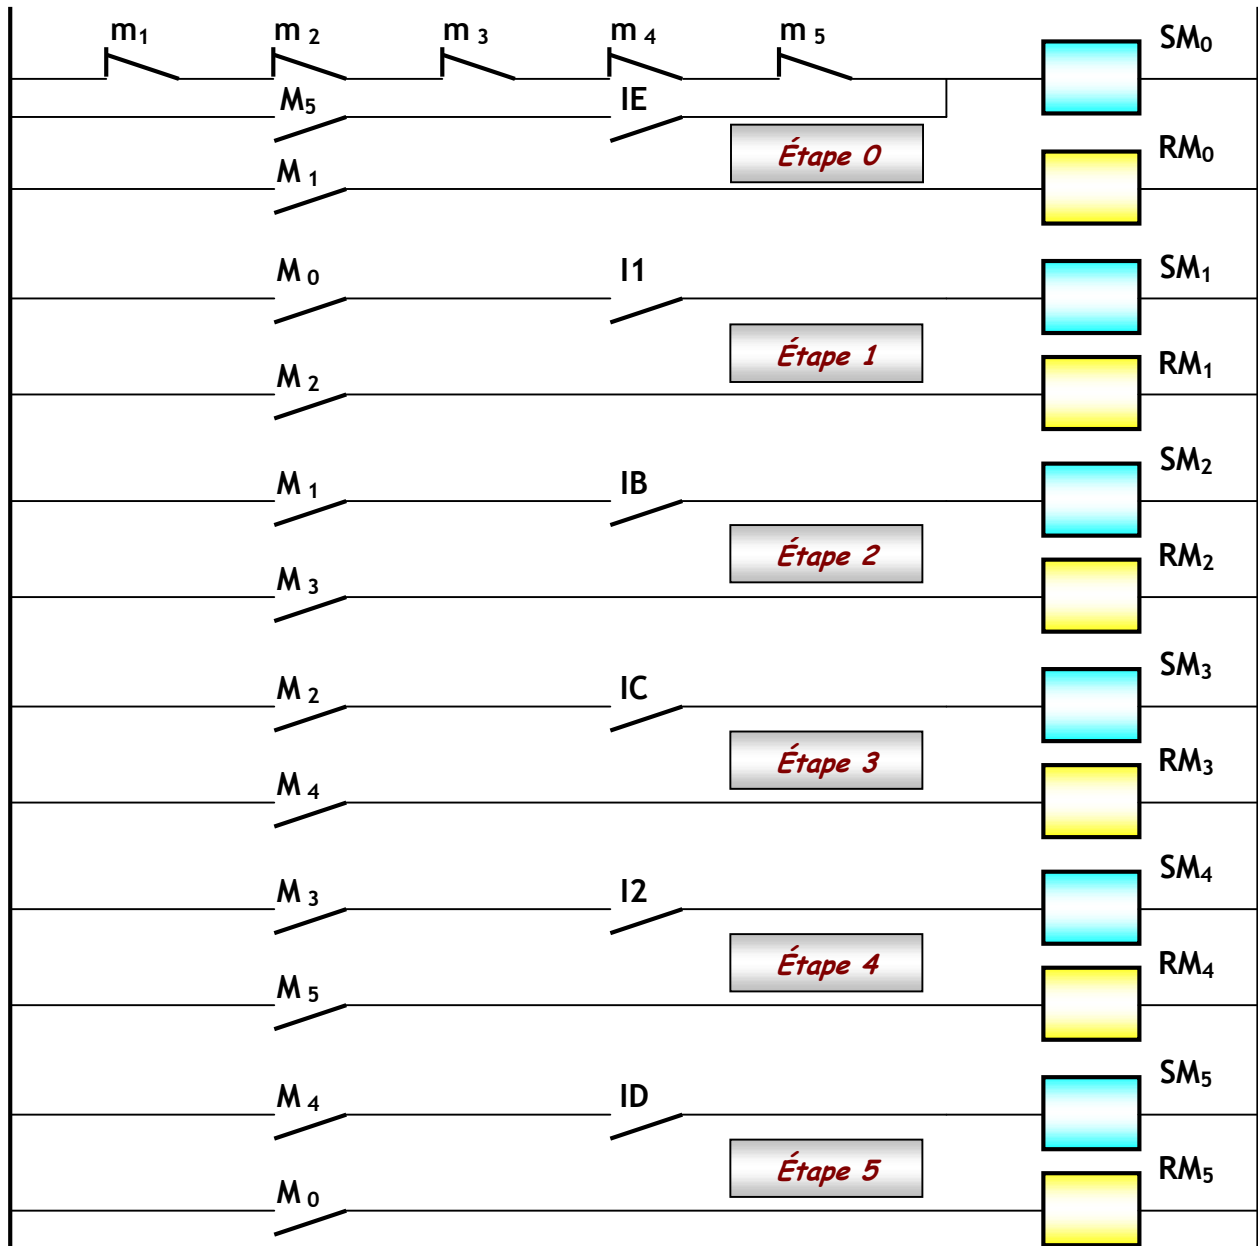 m₁ m₂ m₃ m₄ m₅ SM₀
M₅ IE
Étape 0
M₁ RM₀
M₀ I1 SM₁
Étape 1
M₂ RM₁
M₁ IB SM₂
Étape 2
M₃ RM₂
M₂ IC SM₃
Étape 3
M₄ RM₃
M₃ I2 SM₄
Étape 4
M₅ RM₄
M₄ ID SM₅
Étape 5
M₀ RM₅